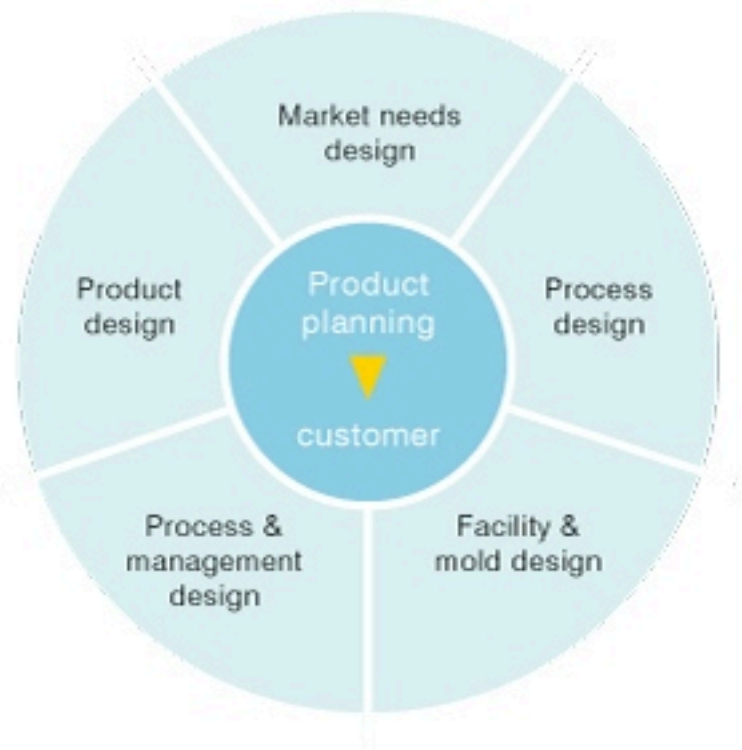 Market needs
design
Product
design
Product
planning
customer
Process
design
Process &
management
design
Facility &
mold design